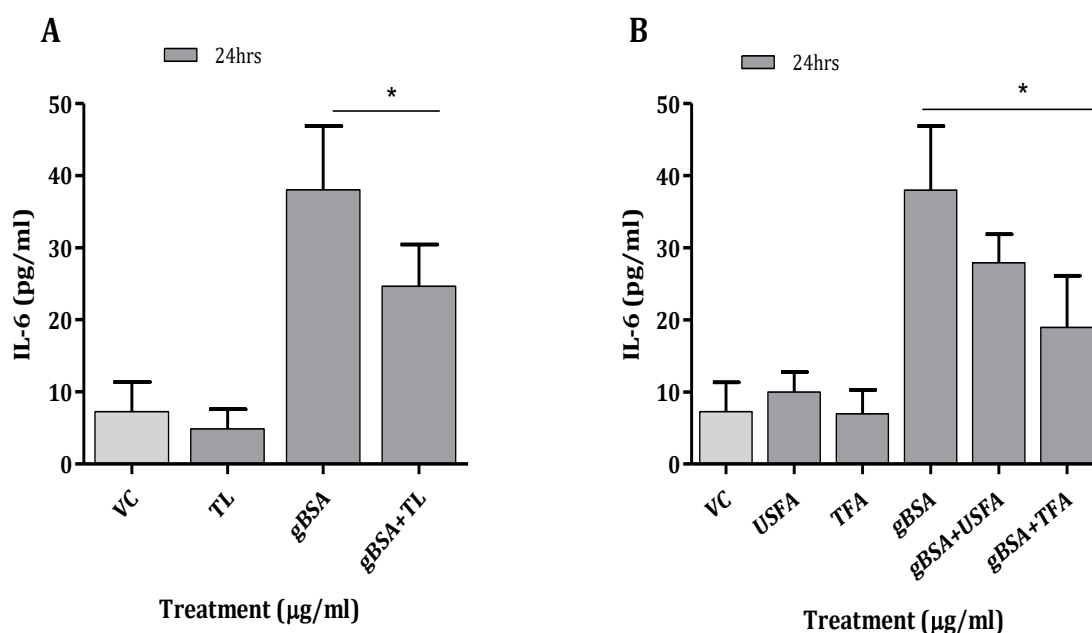 A
24hrs
*
IL-6 (pg/ml)
50
40
30
20
10
0
VC
TL
gBSA
gBSA+TL
Treatment (μg/ml)
B
24hrs
*
IL-6 (pg/ml)
50
40
30
20
10
0
VC
USFA
TFA
gBSA
gBSA+USFA
gBSA+TFA
Treatment (μg/ml)